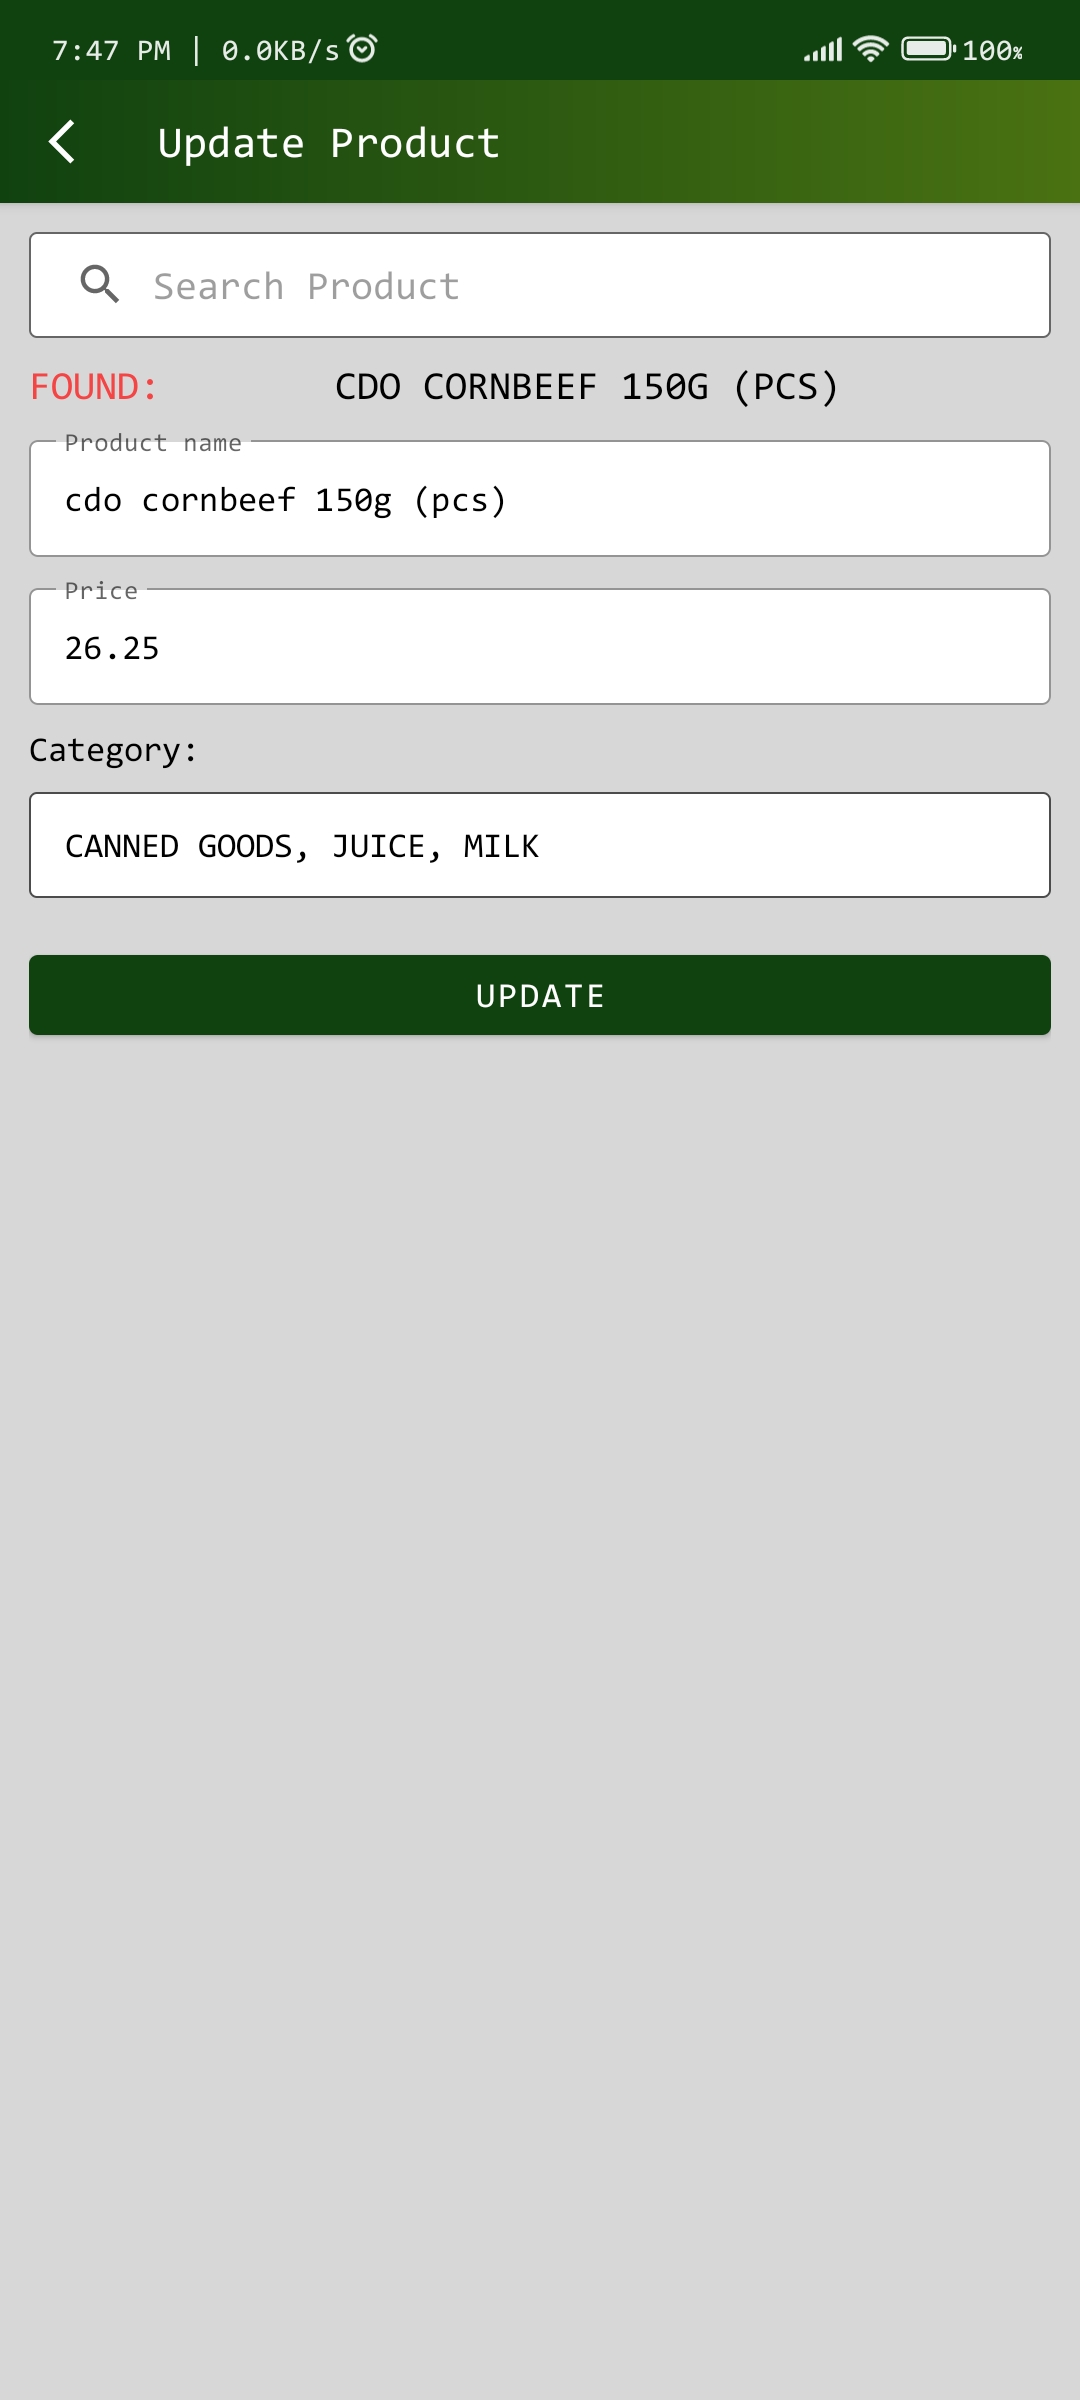 7:47 PM | 0.0KB/s 100%
Update Product
Search Product
FOUND: CDO CORNBEEF 150G (PCS)
Product name
cdo cornbeef 150g (pcs)
Price
26.25
Category:
CANNED GOODS, JUICE, MILK
UPDATE